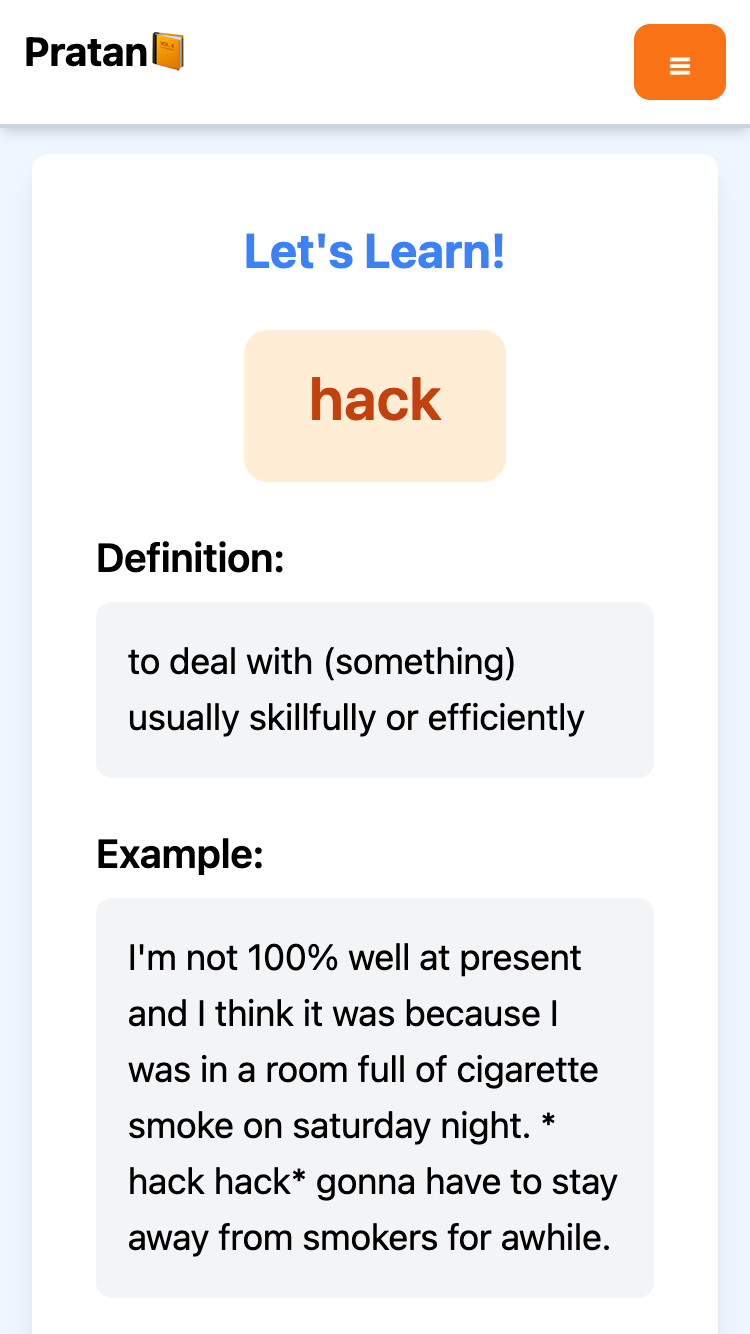 Pratan
Let's Learn!
hack
Definition:
to deal with (something)
usually skillfully or efficiently
Example:
I'm not 100% well at present
and I think it was because I
was in a room full of cigarette
smoke on saturday night. *
hack hack* gonna have to stay
away from smokers for awhile.